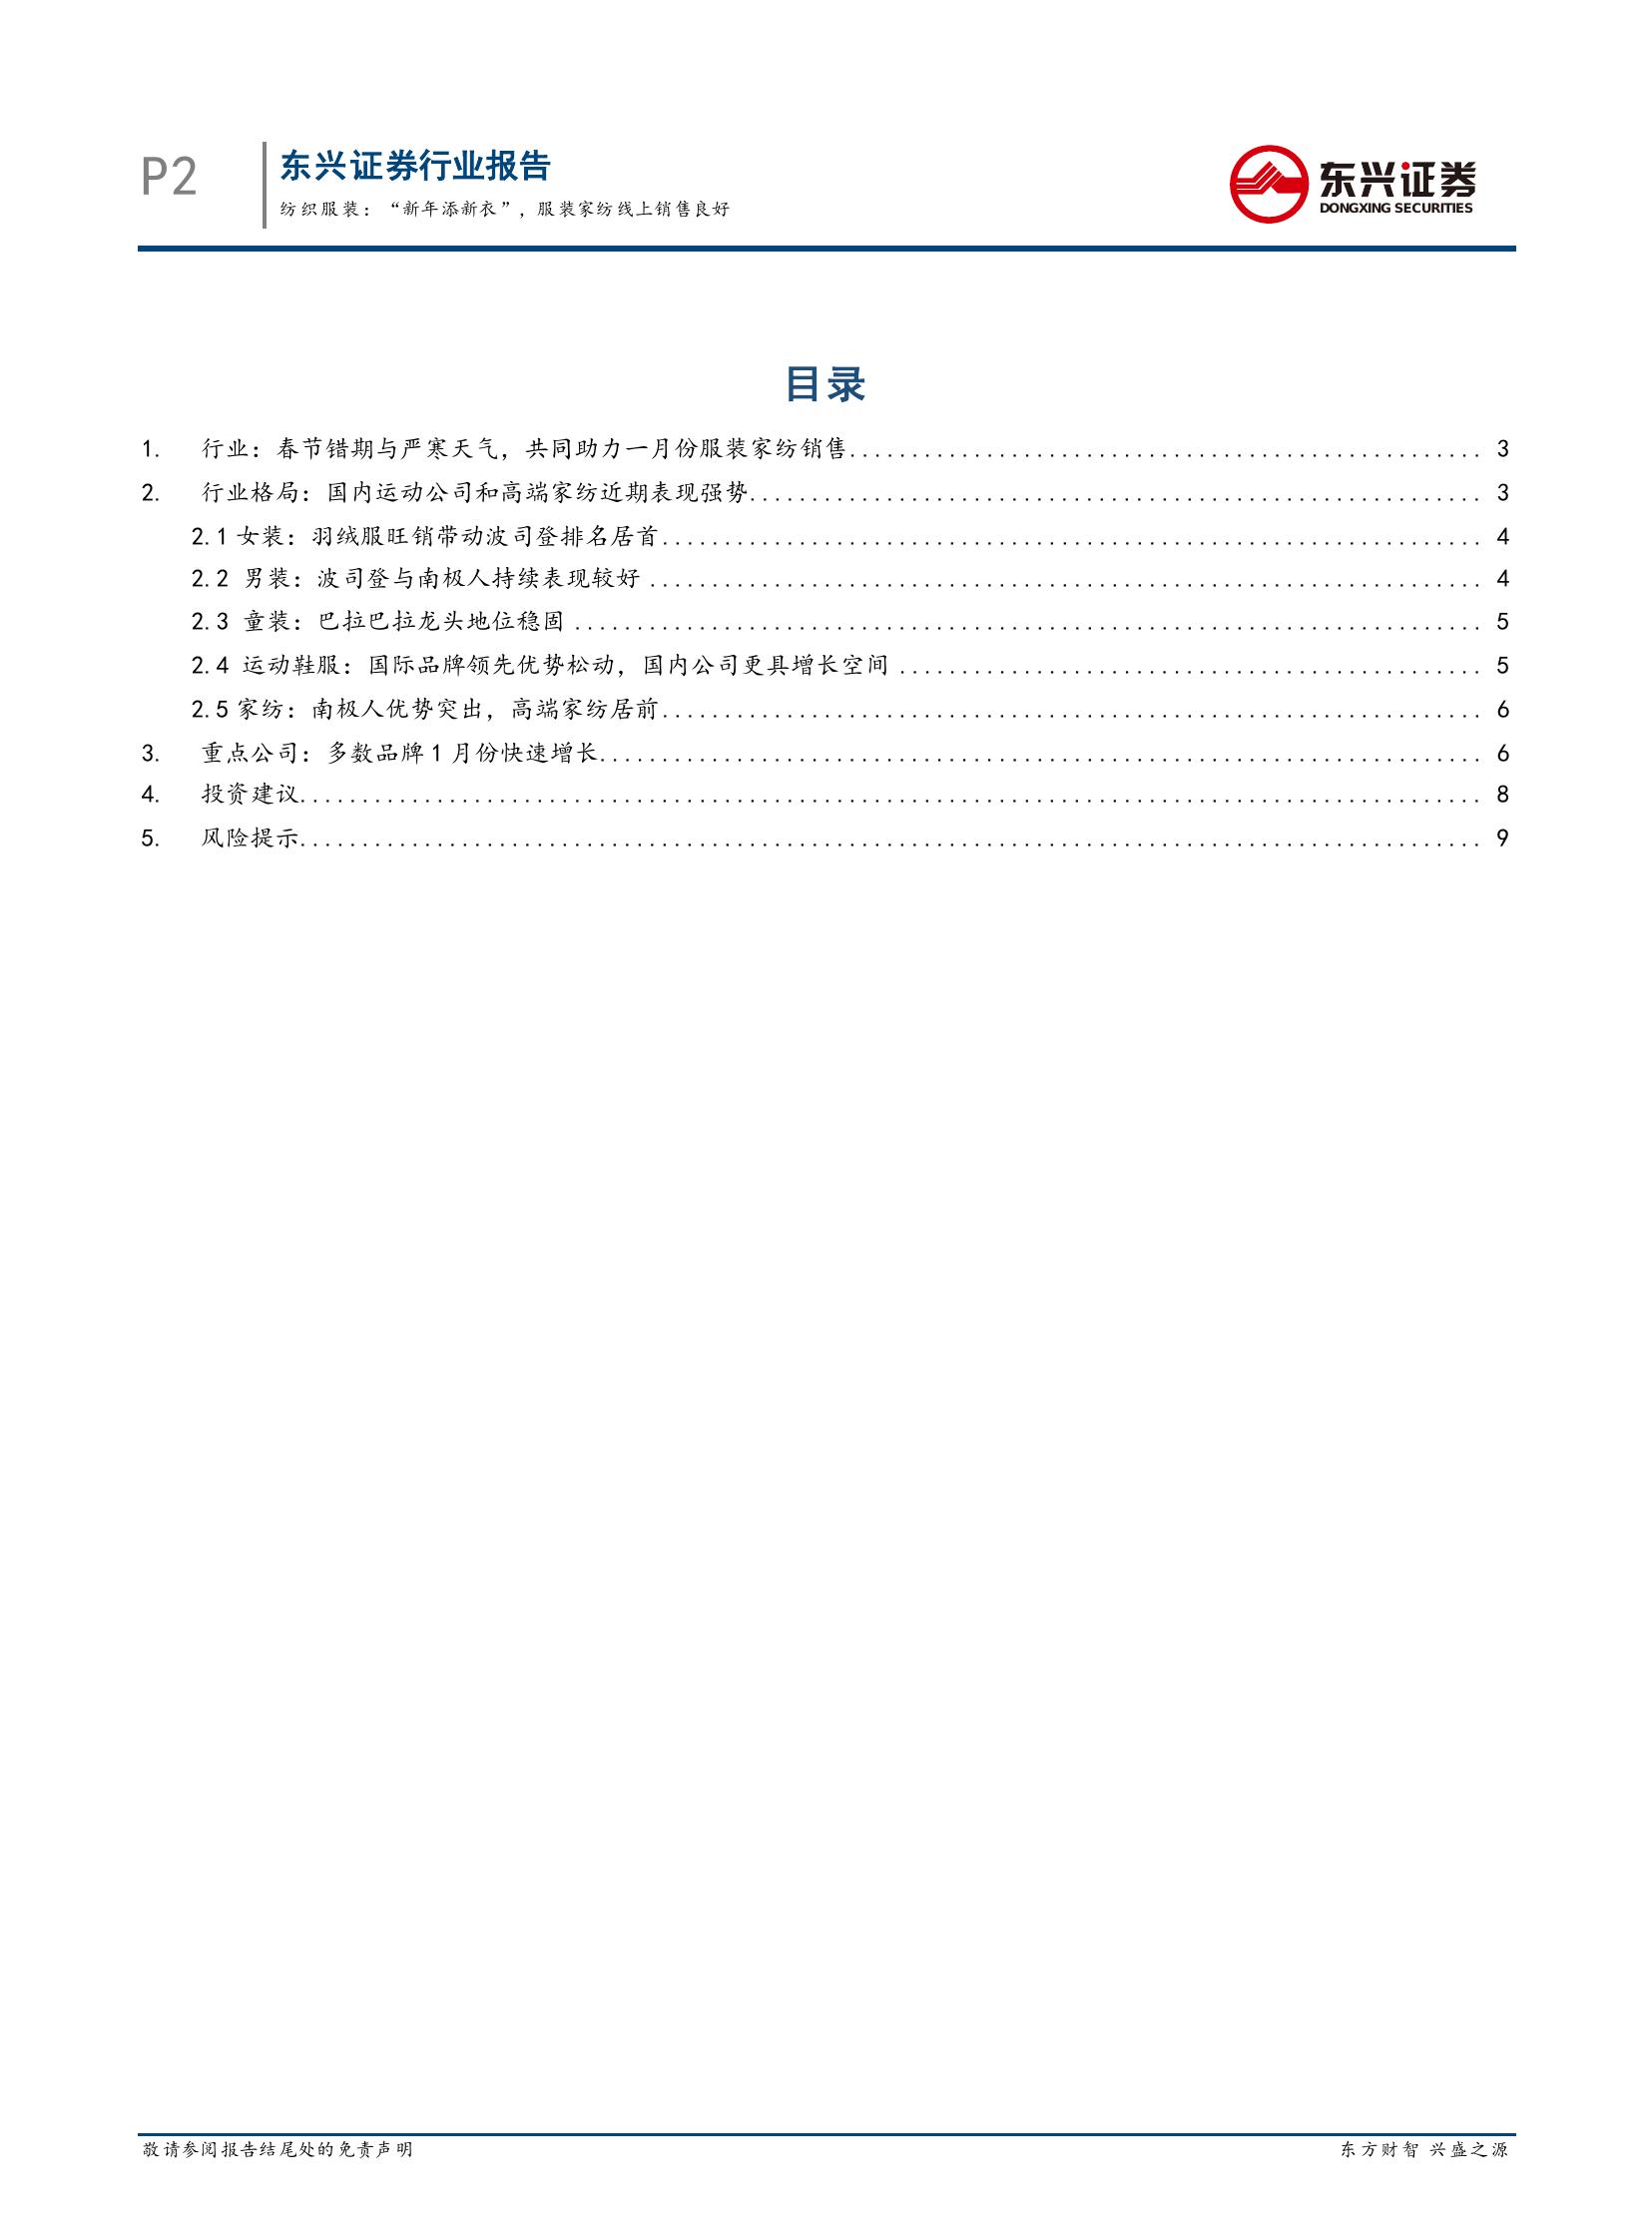 P2
东兴证券行业报告
纺织服装：“新年添新衣”，服装家纺线上销售良好
东兴证券
DONGXING SECURITIES
目录
1. 行业：春节错期与严寒天气，共同助力一月份服装家纺销售.................................................. 3
2. 行业格局：国内运动公司和高端家纺近期表现强势.......................................................... 3
2.1 女装：羽绒服旺销带动波司登排名居首................................................................. 4
2.2 男装：波司登与南极人持续表现较好 .................................................................. 4
2.3 童装：巴拉巴拉龙头地位稳固 ........................................................................ 5
2.4 运动鞋服：国际品牌领先优势松动，国内公司更具增长空间 .............................................. 5
2.5 家纺：南极人优势突出，高端家纺居前................................................................. 6
3. 重点公司：多数品牌 1 月份快速增长...................................................................... 6
4. 投资建议.............................................................................................. 8
5. 风险提示.............................................................................................. 9
敬请参阅报告结尾处的免责声明
东方财智 兴盛之源